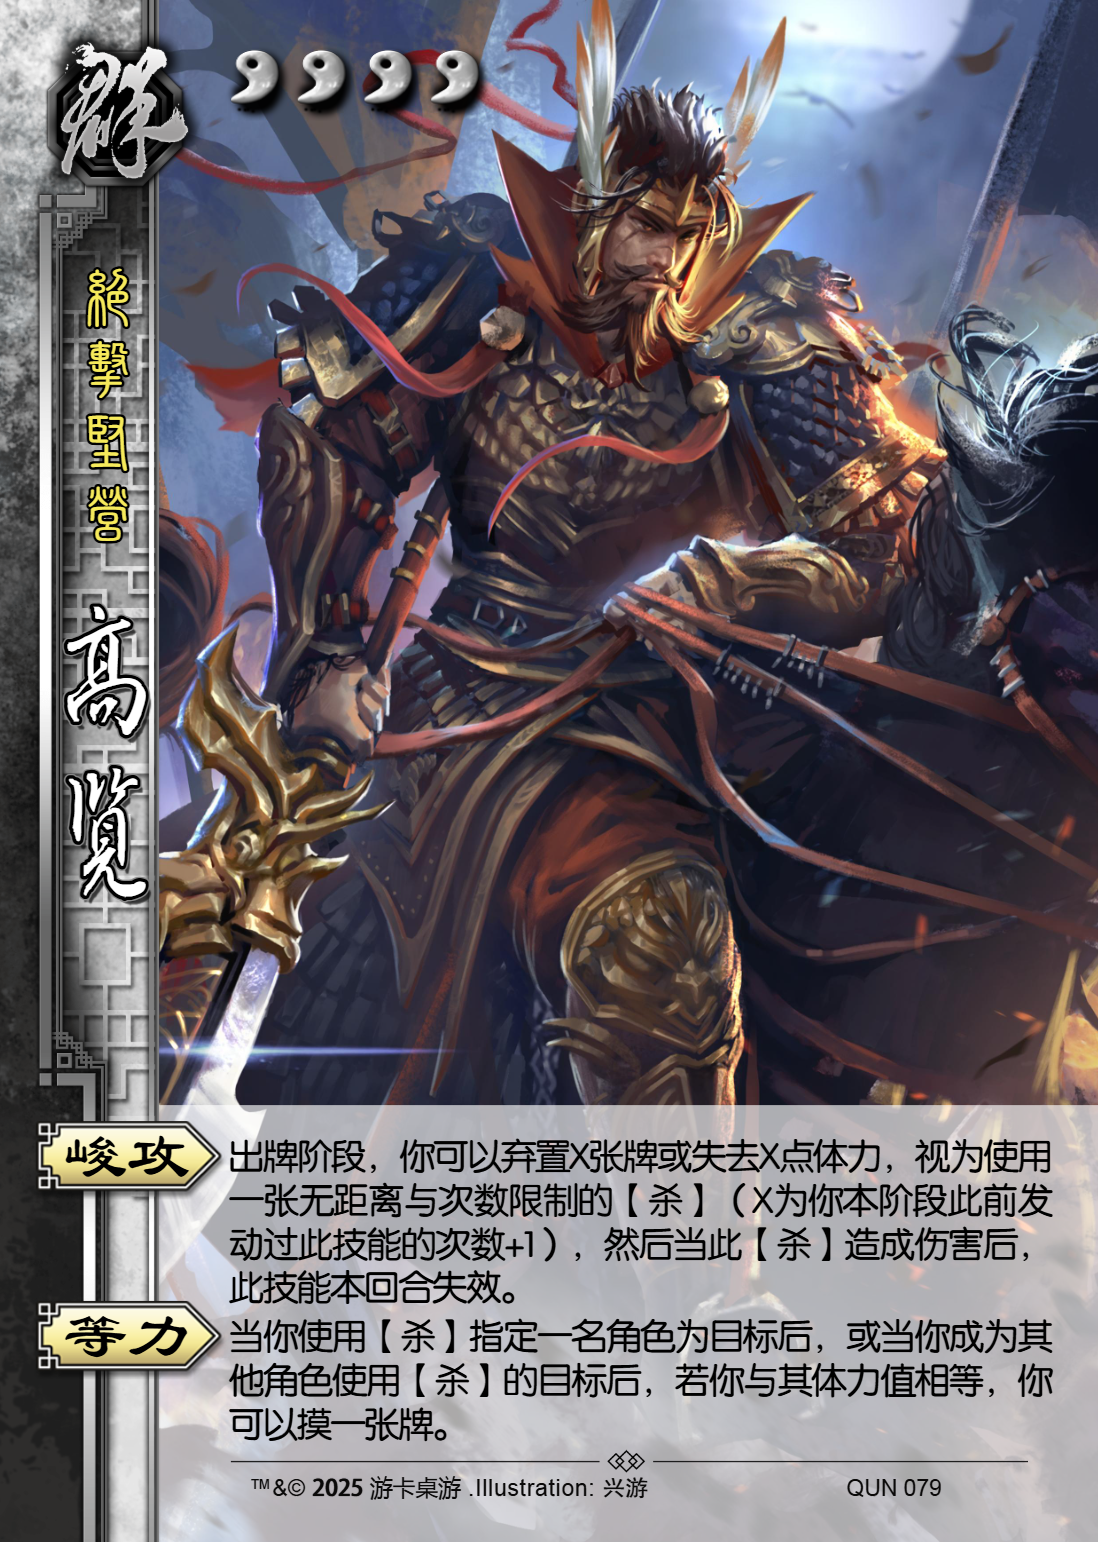 群
絕擊堅營
高覽
峻攻
出牌阶段，你可以弃置X张牌或失去X点体力，视为使用
一张无距离与次数限制的【杀】（X为你本阶段此前发
动过此技能的次数+1），然后当此【杀】造成伤害后，
此技能本回合失效。
等力
当你使用【杀】指定一名角色为目标后，或当你成为其
他角色使用【杀】的目标后，若你与其体力值相等，你
可以摸一张牌。
™&© 2025 游卡桌游 .Illustration: 兴游
QUN 079